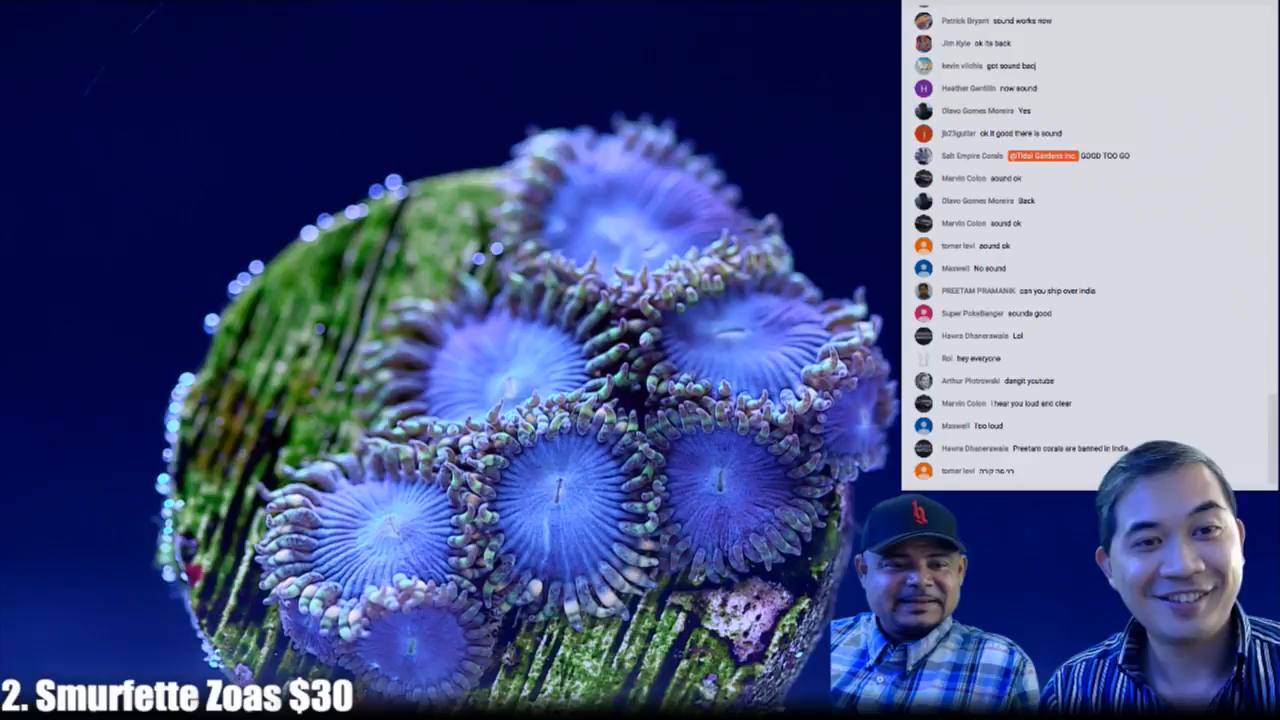 Patrick Bryant sound works now
Jim Kyle ok its back
kevin vilchis got sound bacj
Heather Gentilin now sound
Olavo Gomes Moreira Yes
jb23gutter ok it good there is sound
Salt Empire Corals @Tidal Gardens Inc. GOOD TOO GO
Marvin Colon sound ok
Olavo Gomes Moreira Back
Marvin Colon sound ok
tomer levi sound ok
Maxwell No sound
PREETAM PRAMANIK can you ship over india
Super PokeBanger sounds good
Hawra Dhanerawala Lol
Roi hey everyone
Arthur Piotrowski dangit youtube
Marvin Colon i hear you loud and clear
Maxwell Too loud
Hawra Dhanerawala Preetam corals are banned in India
tomer levi
2. Smurfette Zoas $30